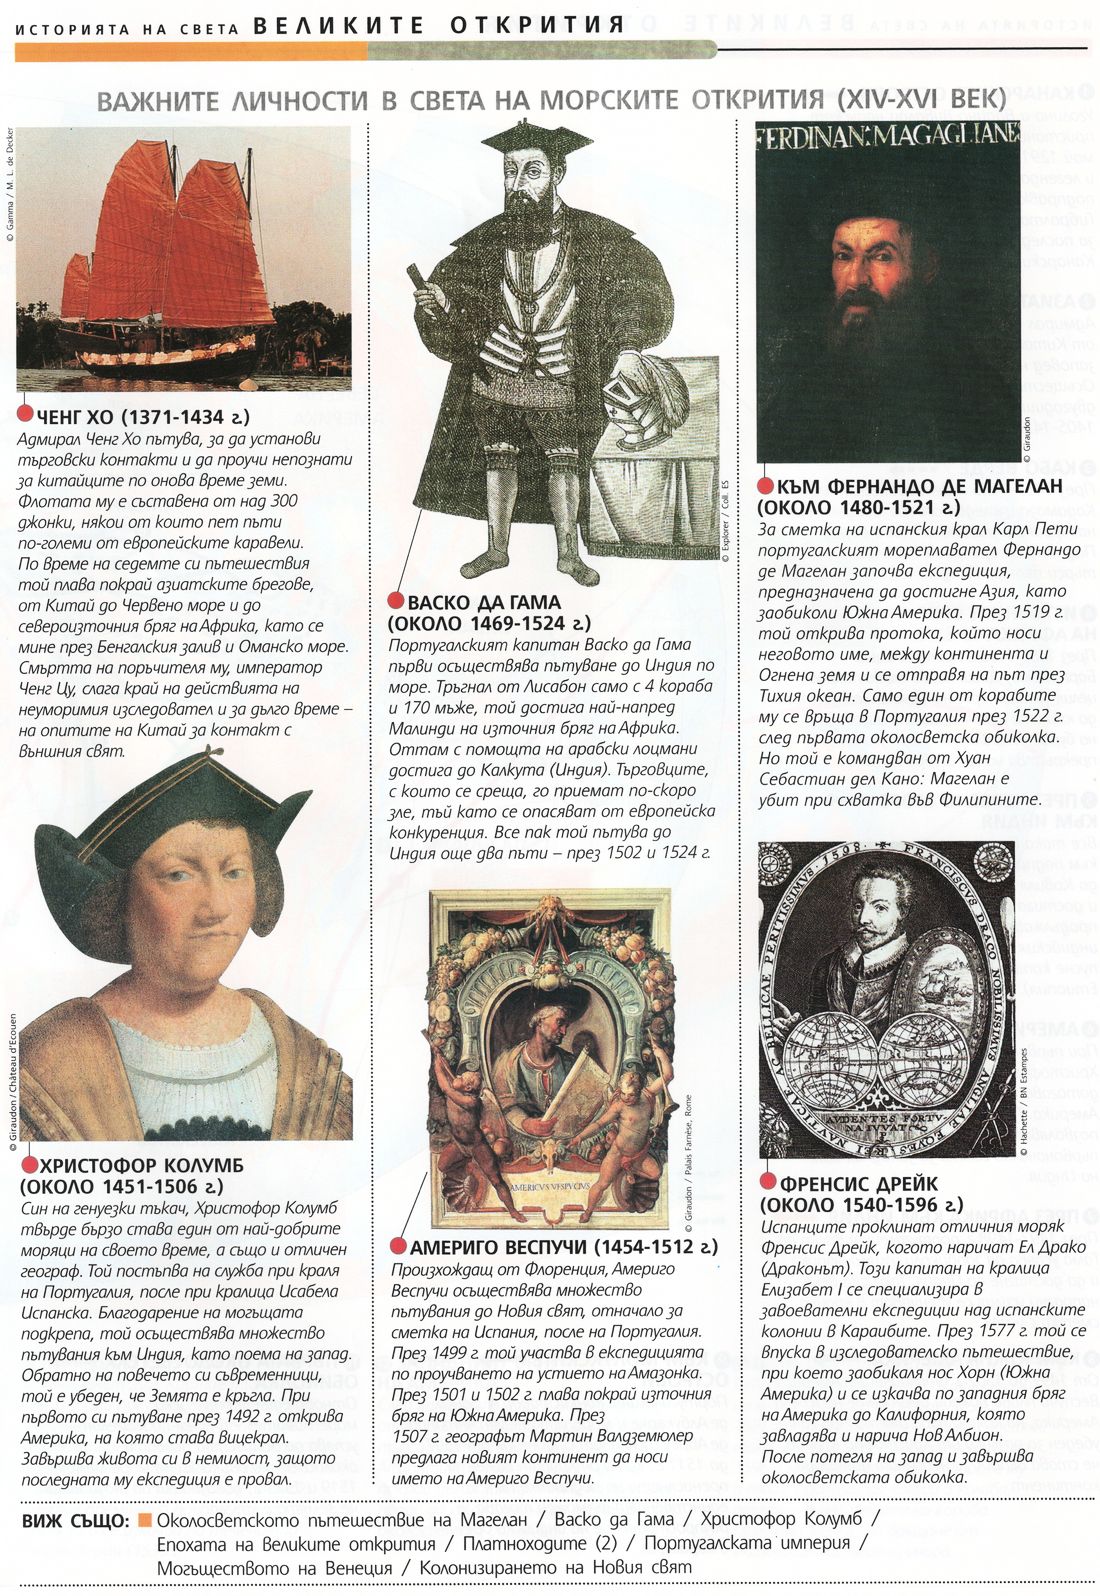 ИСТОРИЯТА НА СВЕТА ВЕЛИКИТЕ ОТКРИТИЯ
ВАЖНИТЕ ЛИЧНОСТИ В СВЕТА НА МОРСКИТЕ ОТКРИТИЯ (XIV-XVI ВЕК)
© Gamma / M. L. de Decker
ЧЕНГ ХО (1371-1434 г.)
Адмирал Ченг Хо пътува, за да установи
търговски контакти и да проучи непознати
за китайците по онова време земи.
Флотата му е съставена от над 300
джонки, някои от които пет пъти
по-големи от европейските каравели.
По време на седемте си пътешествия
той плава покрай азиатските брегове,
от Китай до Червено море и до
североизточния бряг на Африка, като се
мине през Бенгалския залив и Оманско море.
Смъртта на поръчителя му, император
Ченг Цу, слага край на действията на
неуморимия изследовател и за дълго време –
на опитите на Китай за контакт с
външния свят.
© Giraudon / Château d'Ecouen
ХРИСТОФОР КОЛУМБ
(ОКОЛО 1451-1506 г.)
Син на генуезки тъкач, Христофор Колумб
твърде бързо става един от най-добрите
моряци на своето време, а също и отличен
географ. Той постъпва на служба при краля
на Португалия, после при кралица Исабела
Испанска. Благодарение на могъщата
подкрепа, той осъществява множество
пътувания към Индия, като поема на запад.
Обратно на повечето си съвременници,
той е убеден, че Земята е кръгла. При
първото си пътуване през 1492 г. открива
Америка, на която става вицекрал.
Завършва живота си в немилост, защото
последната му експедиция е провал.
© Explorer / Coll. ES
ВАСКО ДА ГАМА
(ОКОЛО 1469-1524 г.)
Португалският капитан Васко да Гама
първи осъществява пътуване до Индия по
море. Тръгнал от Лисабон само с 4 кораба
и 170 мъже, той достига най-напред
Малинди на източния бряг на Африка.
Оттам с помощта на арабски лоцмани
достига до Калкута (Индия). Търговците,
с които се среща, го приемат по-скоро
зле, тъй като се опасяват от европейска
конкуренция. Все пак той пътува до
Индия още два пъти – през 1502 и 1524 г.
AMERICVS VESPVCIVS
© Giraudon / Palais Farnèse, Rome
АМЕРИГО ВЕСПУЧИ (1454-1512 г.)
Произхождащ от Флоренция, Америго
Веспучи осъществява множество
пътувания до Новия свят, отначало за
сметка на Испания, после на Португалия.
През 1499 г. той участва в експедицията
по проучването на устието на Амазонка.
През 1501 и 1502 г. плава покрай източния
бряг на Южна Америка. През
1507 г. географът Мартин Валдземюлер
предлага новият континент да носи
името на Америго Веспучи.
FERDINAN: MAGAGLIANES
© Giraudon
КЪМ ФЕРНАНДО ДЕ МАГЕЛАН
(ОКОЛО 1480-1521 г.)
За сметка на испанския крал Карл Пети
португалският мореплавател Фернандо
де Магелан започва експедиция,
предназначена да достигне Азия, като
заобиколи Южна Америка. През 1519 г.
той открива протока, който носи
неговото име, между континента и
Огнена земя и се отправя на път през
Тихия океан. Само един от корабите
му се връща в Португалия през 1522 г.
след първата околосветска обиколка.
Но той е командван от Хуан
Себастиан дел Кано: Магелан е
убит при схватка във Филипините.
FRANCISCVS DRACO NOBILISSIMVS ANGLIAE EQVES REI NAVTICAE AC BELLICAE PERITISSIMVS 1598
AVDENTES FORTV-
NA IVVAT
© Hachette / BN Estampes
ФРЕНСИС ДРЕЙК
(ОКОЛО 1540-1596 г.)
Испанците проклинат отличния моряк
Френсис Дрейк, когото наричат Ел Драко
(Драконът). Този капитан на кралица
Елизабет I се специализира в
завоевателни експедиции над испанските
колонии в Караибите. През 1577 г. той се
впуска в изследователско пътешествие,
при което заобикаля нос Хорн (Южна
Америка) и се изкачва по западния бряг
на Америка до Калифорния, която
завладява и нарича Нов Албион.
После потегля на запад и завършва
околосветската обиколка.
ВИЖ СЪЩО: Околосветското пътешествие на Магелан / Васко да Гама / Христофор Колумб /
Епохата на великите открития / Платноходите (2) / Португалската империя /
Могъществото на Венеция / Колонизирането на Новия свят